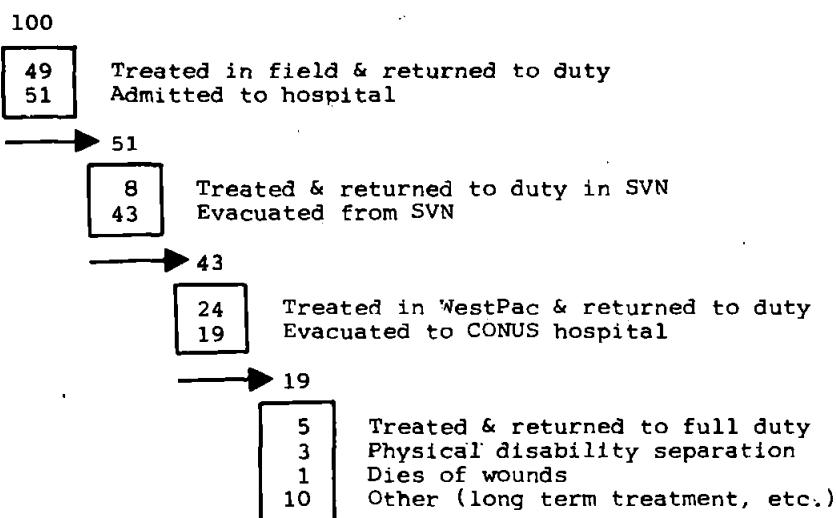 100
49 Treated in field & returned to duty
51 Admitted to hospital
51
8 Treated & returned to duty in SVN
43 Evacuated from SVN
43
24 Treated in WestPac & returned to duty
19 Evacuated to CONUS hospital
19
5 Treated & returned to full duty
3 Physical disability separation
1 Dies of wounds
10 Other (long term treatment, etc.)